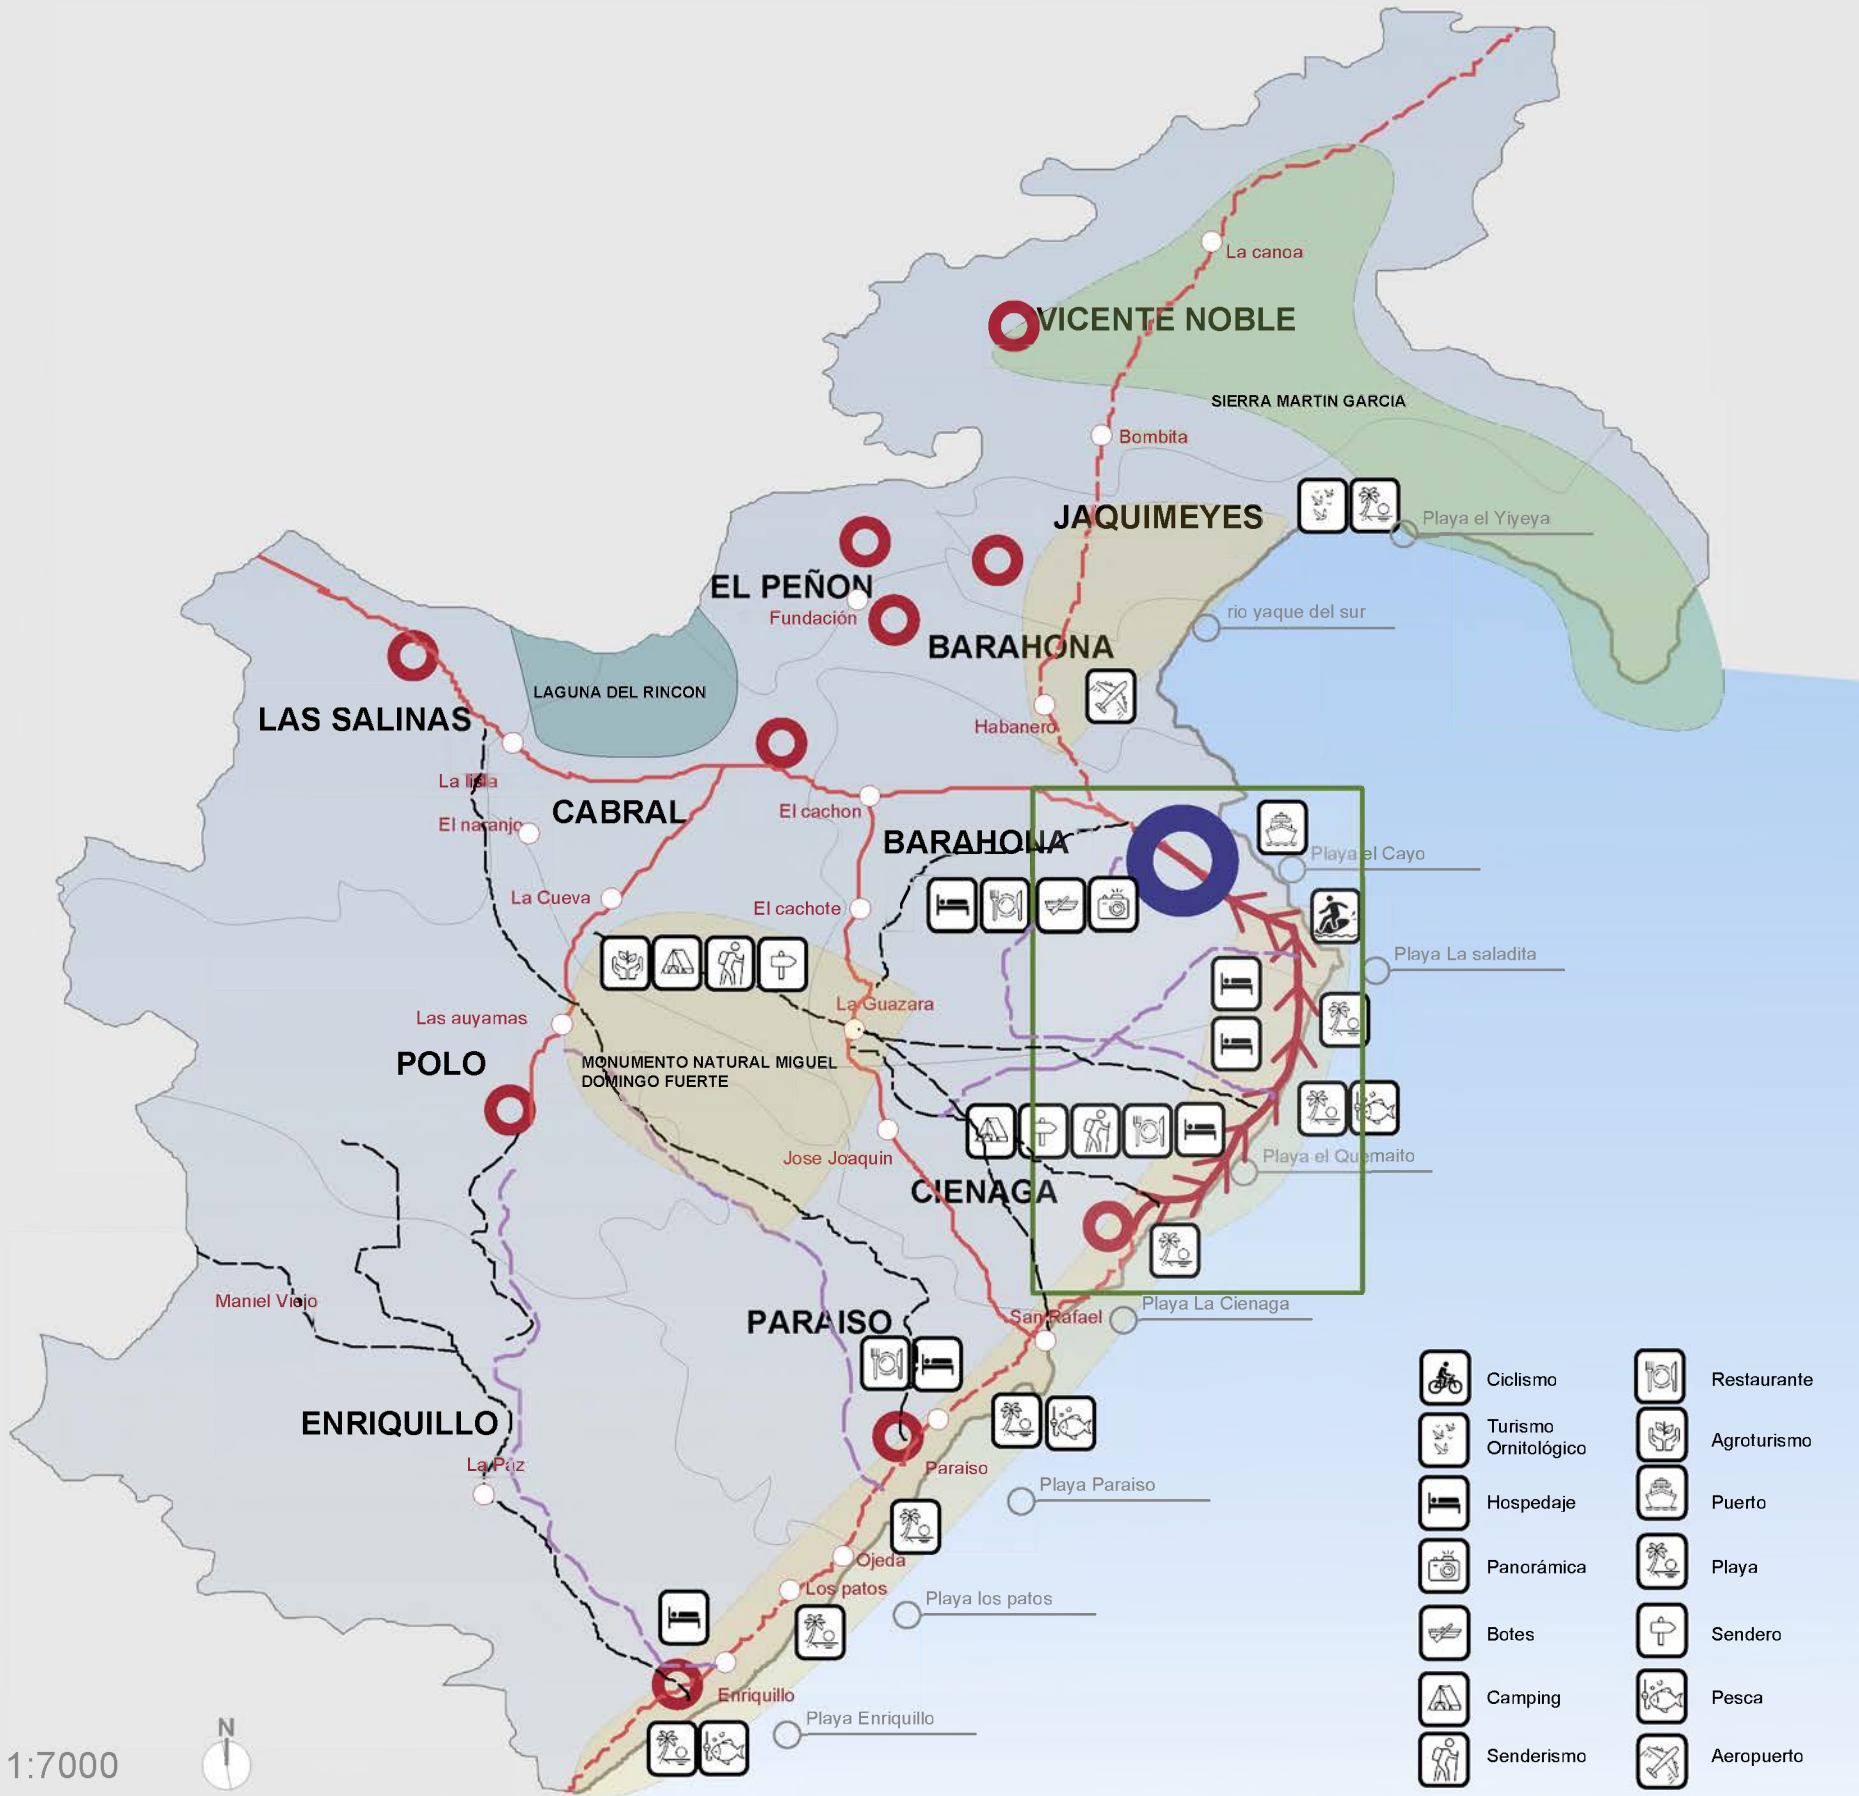 La canoa
VICENTE NOBLE
SIERRA MARTIN GARCIA
Bombita
JAQUIMEYES
Playa el Yiyeya
EL PEÑON
Fundación
rio yaque del sur
BARAHONA
LAGUNA DEL RINCON
LAS SALINAS
Habanero
La Isla
CABRAL
El naranjo
El cachon
BARAHONA
Playa el Cayo
La Cueva
El cachote
Playa La saladita
La Guazara
Las auyamas
POLO
MONUMENTO NATURAL MIGUEL
DOMINGO FUERTE
Jose Joaquin
Playa el Quemaito
CIENAGA
Maniel Viejo
Playa La Cienaga
San Rafael
PARAISO
ENRIQUILLO
La Paz
Paraiso
Playa Paraiso
Ojeda
Los patos
Playa los patos
Enriquillo
Playa Enriquillo
N
1:7000
Ciclismo
Restaurante
Turismo
Ornitológico
Agroturismo
Hospedaje
Puerto
Panorámica
Playa
Botes
Sendero
Camping
Pesca
Senderismo
Aeropuerto